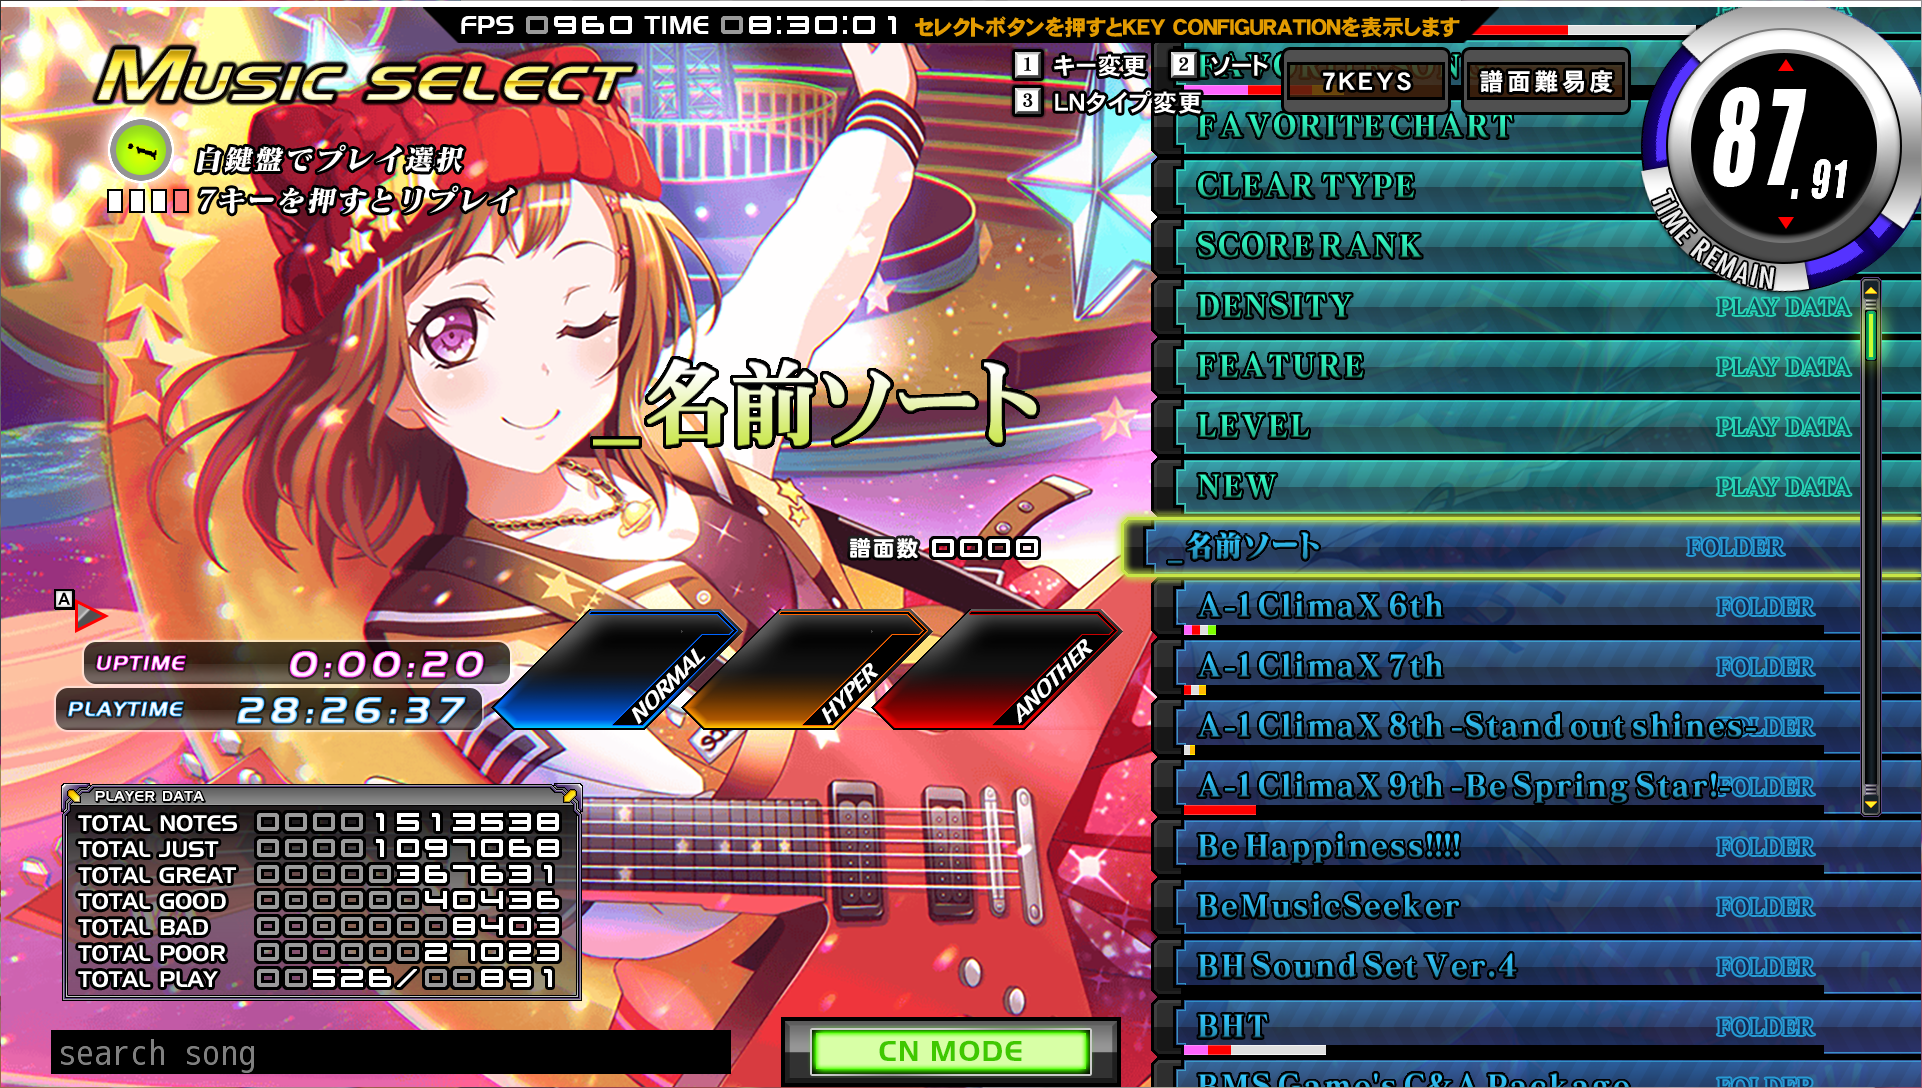 FPS 0960 TIME 08:30:01 セレクトボタンを押すとKEY CONFIGURATIONを表示します
MUSIC SELECT
1 キー変更 2 ソート
3 LNタイプ変更
7KEYS
譜面難易度
87.91
TIME REMAIN
白鍵盤でプレイ選択
7キーを押すとリプレイ
_名前ソート
譜面数 0000
A
UPTIME 0:00:20
PLAYTIME 28:26:37
NORMAL
HYPER
ANOTHER
PLAYER DATA
TOTAL NOTES 00001513538
TOTAL JUST 00001097068
TOTAL GREAT 00000367631
TOTAL GOOD 00000040436
TOTAL BAD 00000008403
TOTAL POOR 00000027023
TOTAL PLAY 00526/00891
search song
CN MODE
FAVORITE CHART
CLEAR TYPE
SCORE RANK
DENSITY PLAY DATA
FEATURE PLAY DATA
LEVEL PLAY DATA
NEW PLAY DATA
_名前ソート FOLDER
A-1 ClimaX 6th FOLDER
A-1 ClimaX 7th FOLDER
A-1 ClimaX 8th -Stand out shines- FOLDER
A-1 ClimaX 9th -Be Spring Star!- FOLDER
Be Happiness!!!! FOLDER
BeMusicSeeker FOLDER
BH Sound Set Ver.4 FOLDER
BHT FOLDER
BMS Game's C&A Package